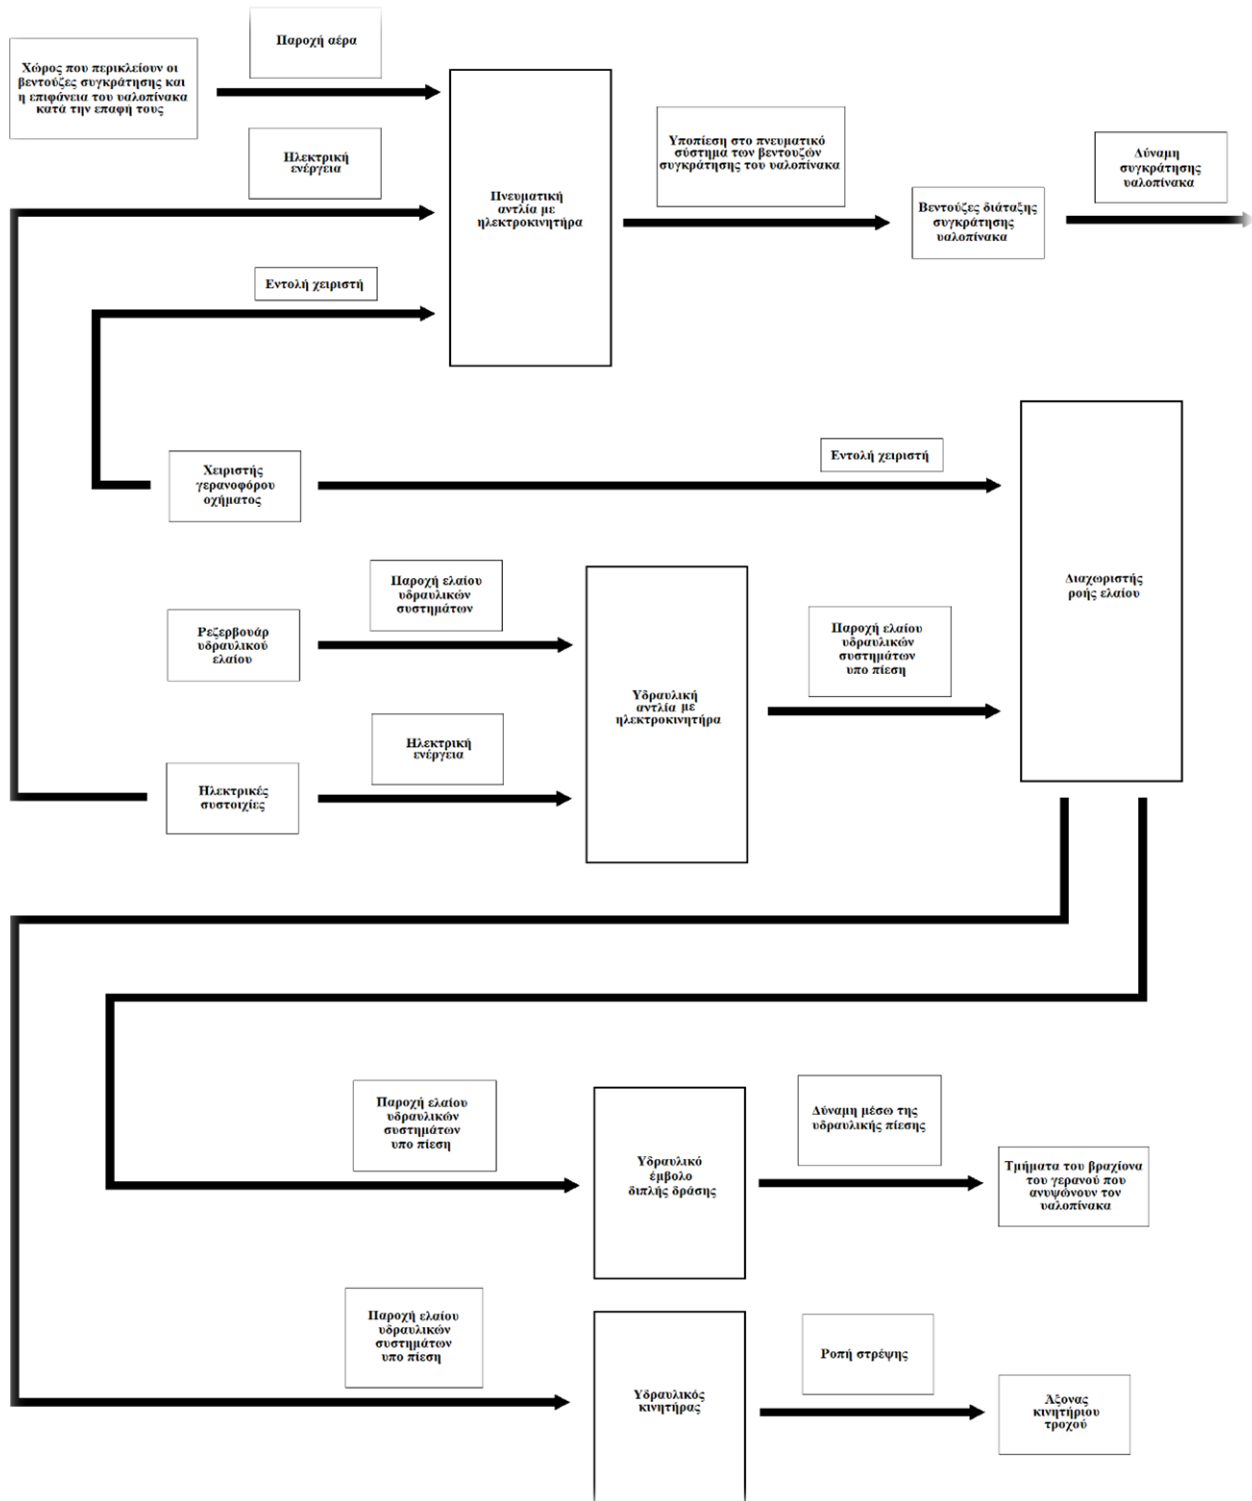 Παροχή αέρα
Χώρος που περικλείουν οι
βεντούζες συγκράτησης και
η επιφάνεια του υαλοπίνακα
κατά την επαφή τους
Ηλεκτρική
ενέργεια
Πνευματική
αντλία με
ηλεκτροκινητήρα
Υποπίεση στο πνευματικό
σύστημα των βεντουζών
συγκράτησης του υαλοπίνακα
Βεντούζες διάταξης
συγκράτησης
υαλοπίνακα
Δύναμη
συγκράτησης
υαλοπίνακα
Εντολή χειριστή
Χειριστής
γερανοφόρου
οχήματος
Εντολή χειριστή
Διαχωριστής
ροής ελαίου
Ρεζερβουάρ
υδραυλικού
ελαίου
Παροχή ελαίου
υδραυλικών
συστημάτων
Υδραυλική
αντλία με
ηλεκτροκινητήρα
Παροχή ελαίου
υδραυλικών
συστημάτων
υπο πίεση
Ηλεκτρική
ενέργεια
Ηλεκτρικές
συστοιχίες
Παροχή ελαίου
υδραυλικών
συστημάτων
υπο πίεση
Υδραυλικό
έμβολο
διπλής δράσης
Δύναμη μέσω της
υδραυλικής πίεσης
Τμήματα του βραχίονα
του γερανού που
ανυψώνουν τον
υαλοπίνακα
Παροχή ελαίου
υδραυλικών
συστημάτων
υπο πίεση
Υδραυλικός
κινητήρας
Ροπή στρέψης
Άξονας
κινητήριου
τροχού